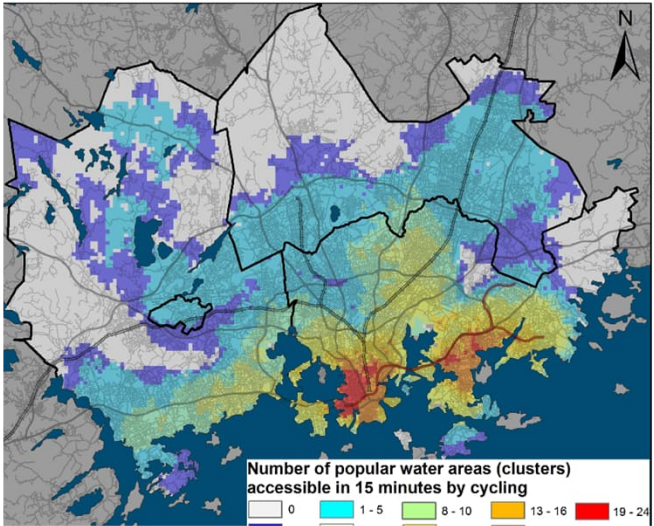 N
Number of popular water areas (clusters)
accessible in 15 minutes by cycling
0 1 - 5 8 - 10 13 - 16 19 - 24